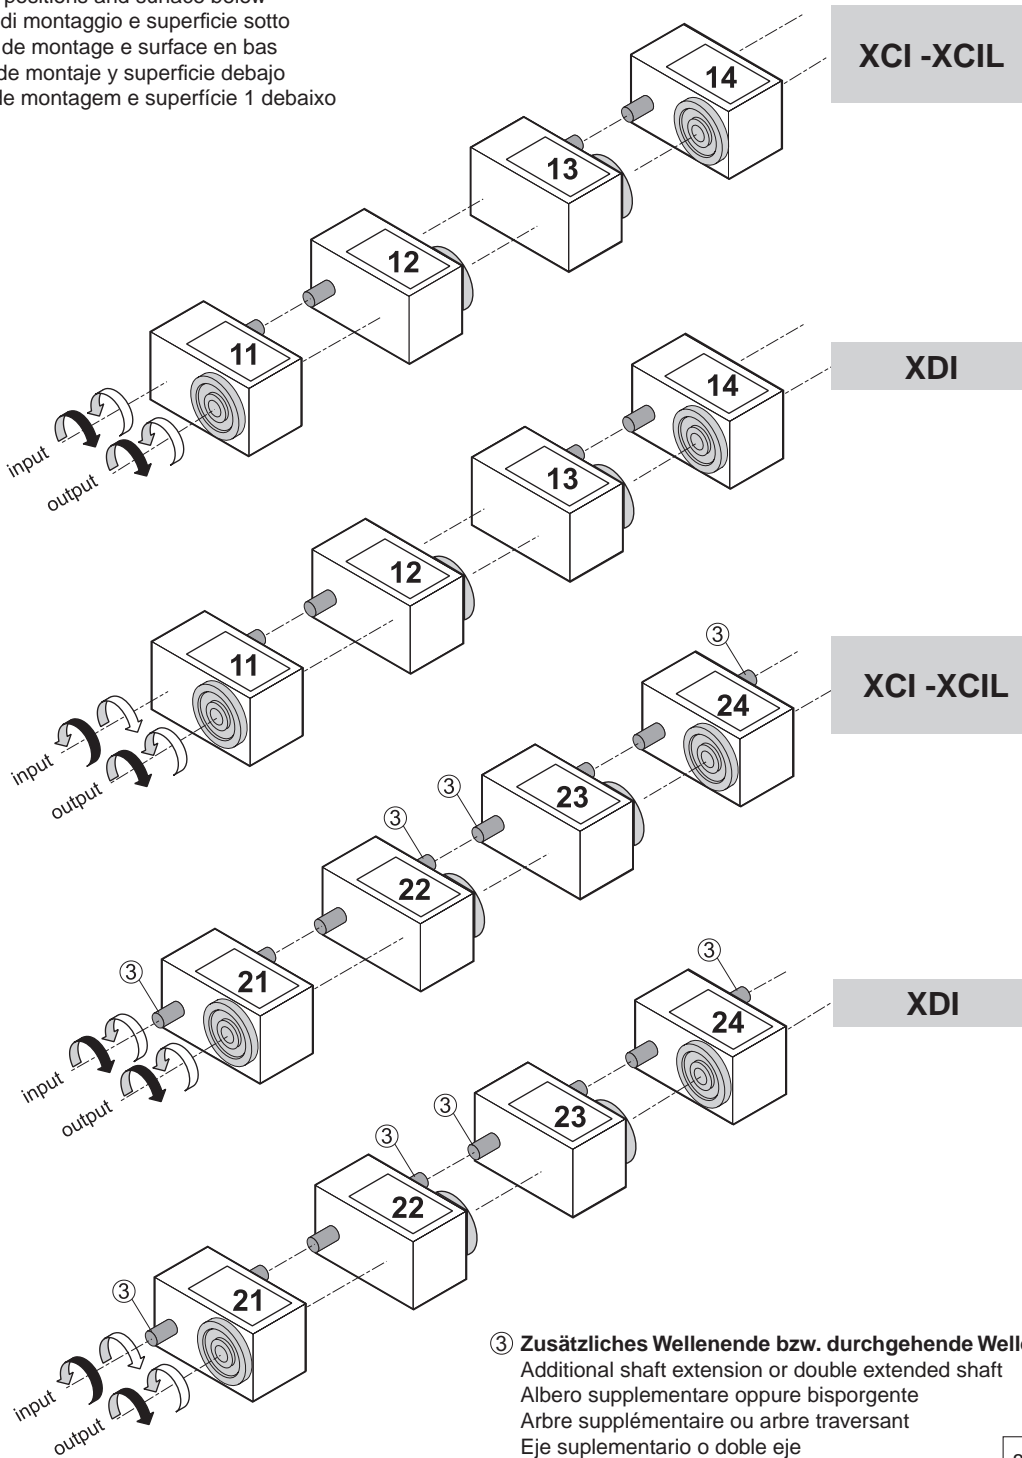 positions and surface below
di montaggio e superficie sotto
de montage e surface en bas
de montaje y superficie debajo
de montagem e superfície 1 debaixo
XCI -XCIL
14
13
12
11
input
output
XDI
14
13
12
11
input
output
XCI -XCIL
③
24
③
23
③
22
③
21
input
output
XDI
③
24
③
23
③
22
③
21
input
output
③ Zusätzliches Wellenende bzw. durchgehende Welle
Additional shaft extension or double extended shaft
Albero supplementare oppure bisporgente
Arbre supplémentaire ou arbre traversant
Eje suplementario o doble eje